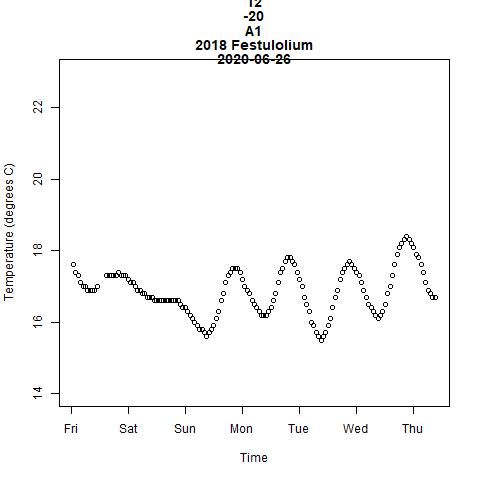 T2
-20
A1
2018 Festulolium
2020-06-26
Temperature (degrees C)
22
20
18
16
14
Fri Sat Sun Mon Tue Wed Thu
Time